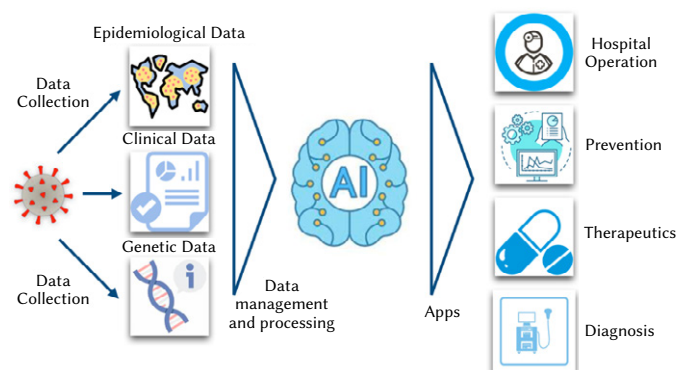 Epidemiological Data
Data
Collection
Clinical Data
Genetic Data
Data
Collection
Data
management
and processing
AI
Apps
Hospital
Operation
Prevention
Therapeutics
Diagnosis